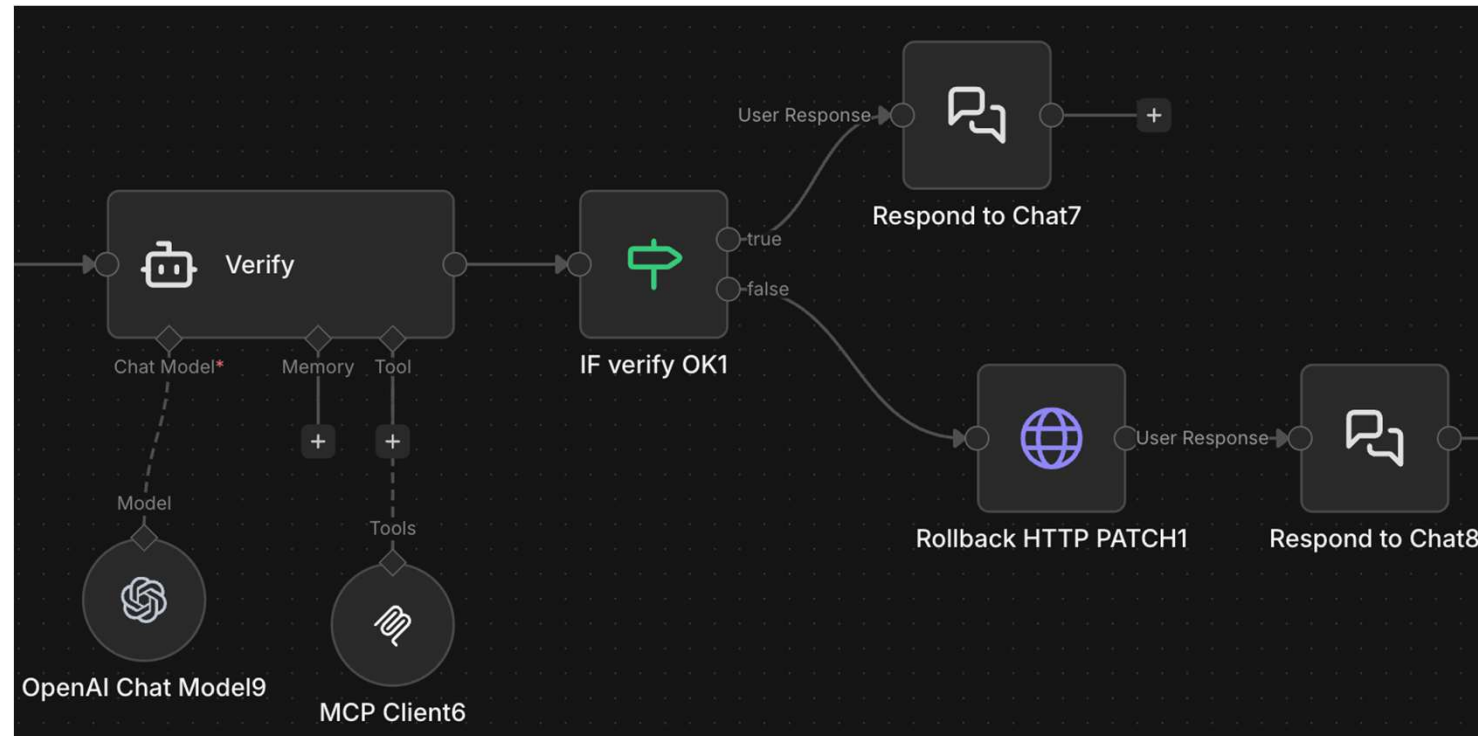 User Response
Respond to Chat7
Verify
true
false
Chat Model*
Memory
Tool
IF verify OK1
User Response
Model
Tools
Rollback HTTP PATCH1
Respond to Chat8
OpenAI Chat Model9
MCP Client6